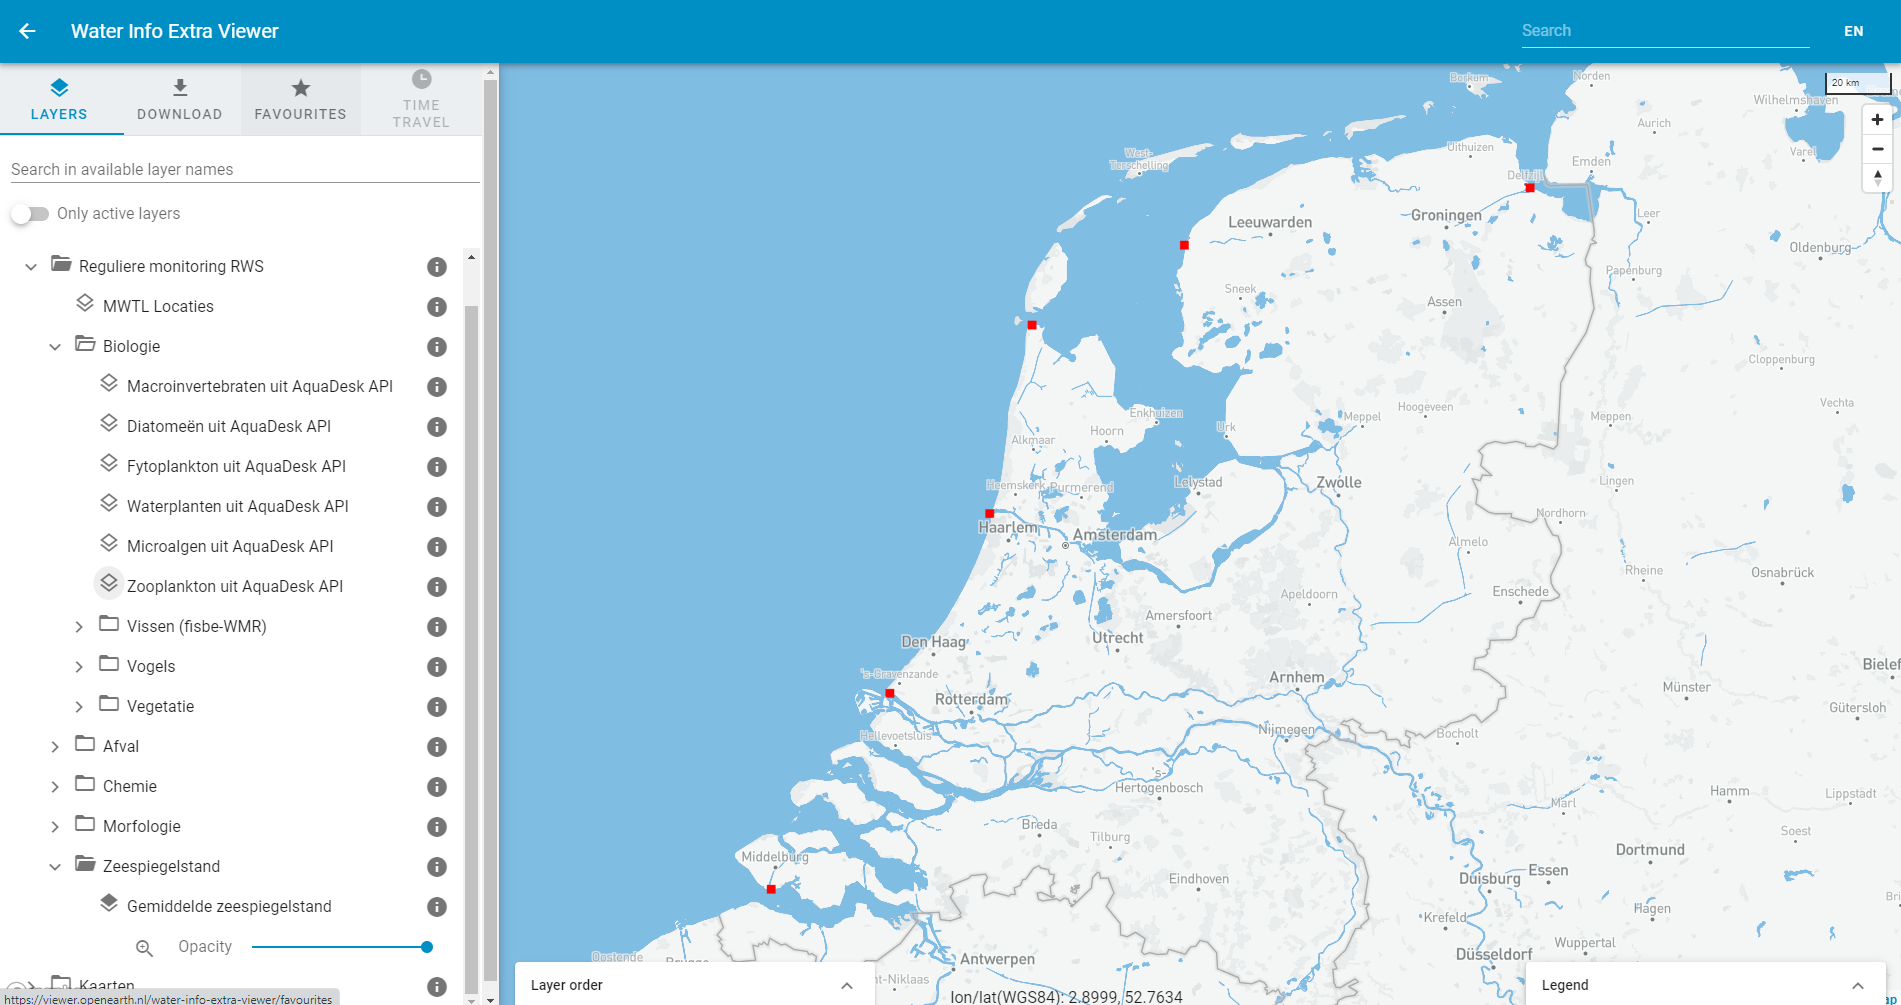 Water Info Extra Viewer
Search
EN
LAYERS
DOWNLOAD
FAVOURITES
TIME
TRAVEL
Search in available layer names
Only active layers
Reguliere monitoring RWS
MWTL Locaties
Biologie
Macroinvertebraten uit AquaDesk API
Diatomeën uit AquaDesk API
Fytoplankton uit AquaDesk API
Waterplanten uit AquaDesk API
Microalgen uit AquaDesk API
Zooplankton uit AquaDesk API
Vissen (fisbe-WMR)
Vogels
Vegetatie
Afval
Chemie
Morfologie
Zeespiegelstand
Gemiddelde zeespiegelstand
Opacity
Kaarten
https://viewer.openearth.nl/water-info-extra-viewer/favourites
20 km
Borkum
Norden
Wilhelmshaven
Aurich
Varel
West-
Terschelling
Uithuizen
Emden
Delfzijl
Leer
Leeuwarden
Groningen
Oldenburg
Papenburg
Sneek
Assen
Cloppenburg
Enkhuizen
Meppel
Hoogeveen
Meppen
Vechta
Alkmaar
Hoorn
Urk
Heemskerk
Purmerend
Lelystad
Zwolle
Lingen
Nordhorn
Haarlem
Amsterdam
Almelo
Rheine
Osnabrück
Enschede
Apeldoorn
Amersfoort
Den Haag
Utrecht
's-Gravenzande
Arnhem
Bielef
Münster
Rotterdam
Gütersloh
Hellevoetsluis
Nijmegen
Bocholt
's-
Hertogenbosch
Hamm
Lippstadt
Marl
Breda
Tilburg
Soest
Middelburg
Dortmund
Eindhoven
Duisburg
Essen
Krefeld
Hagen
Wuppertal
Düsseldorf
Oostende
Brugge
Antwerpen
nt-Niklaas
Layer order
lon/lat(WGS84): 2.8999, 52.7634
Legend